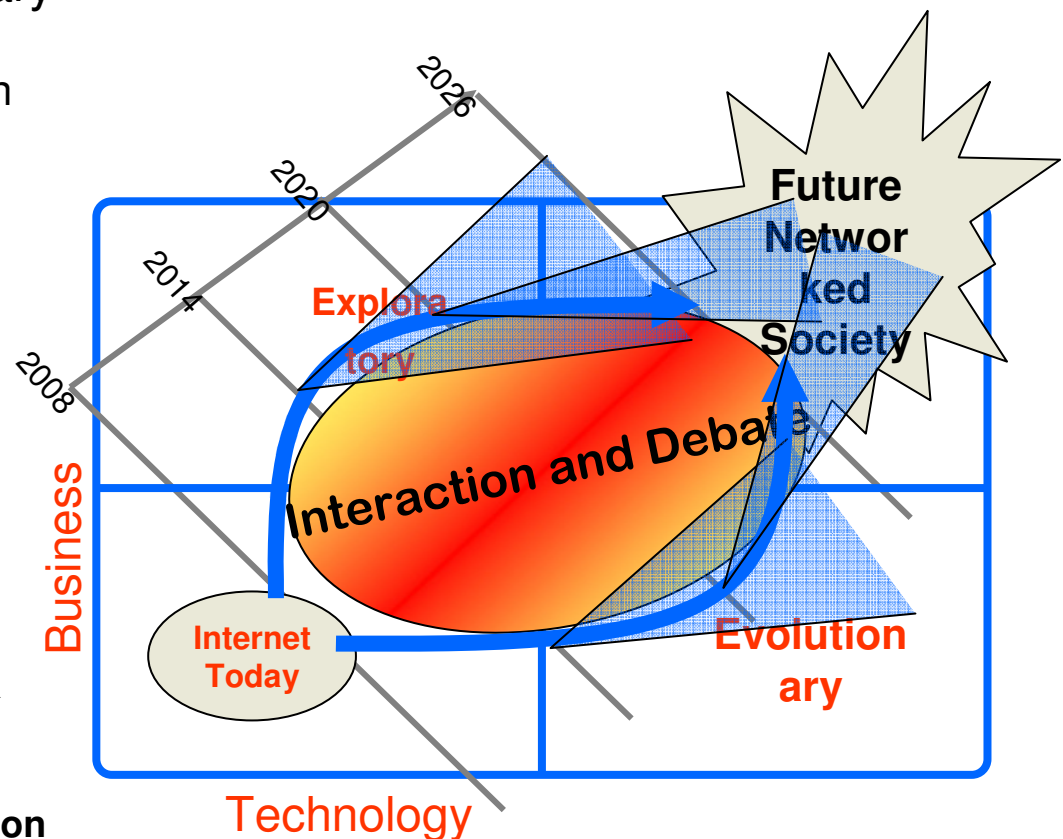 ary
n
2026
2020
2014
2008
Future
Networ
ked
Society
Explora
tory
Interaction and Debate
Business
Internet
Today
Evolution
ary
Technology
on